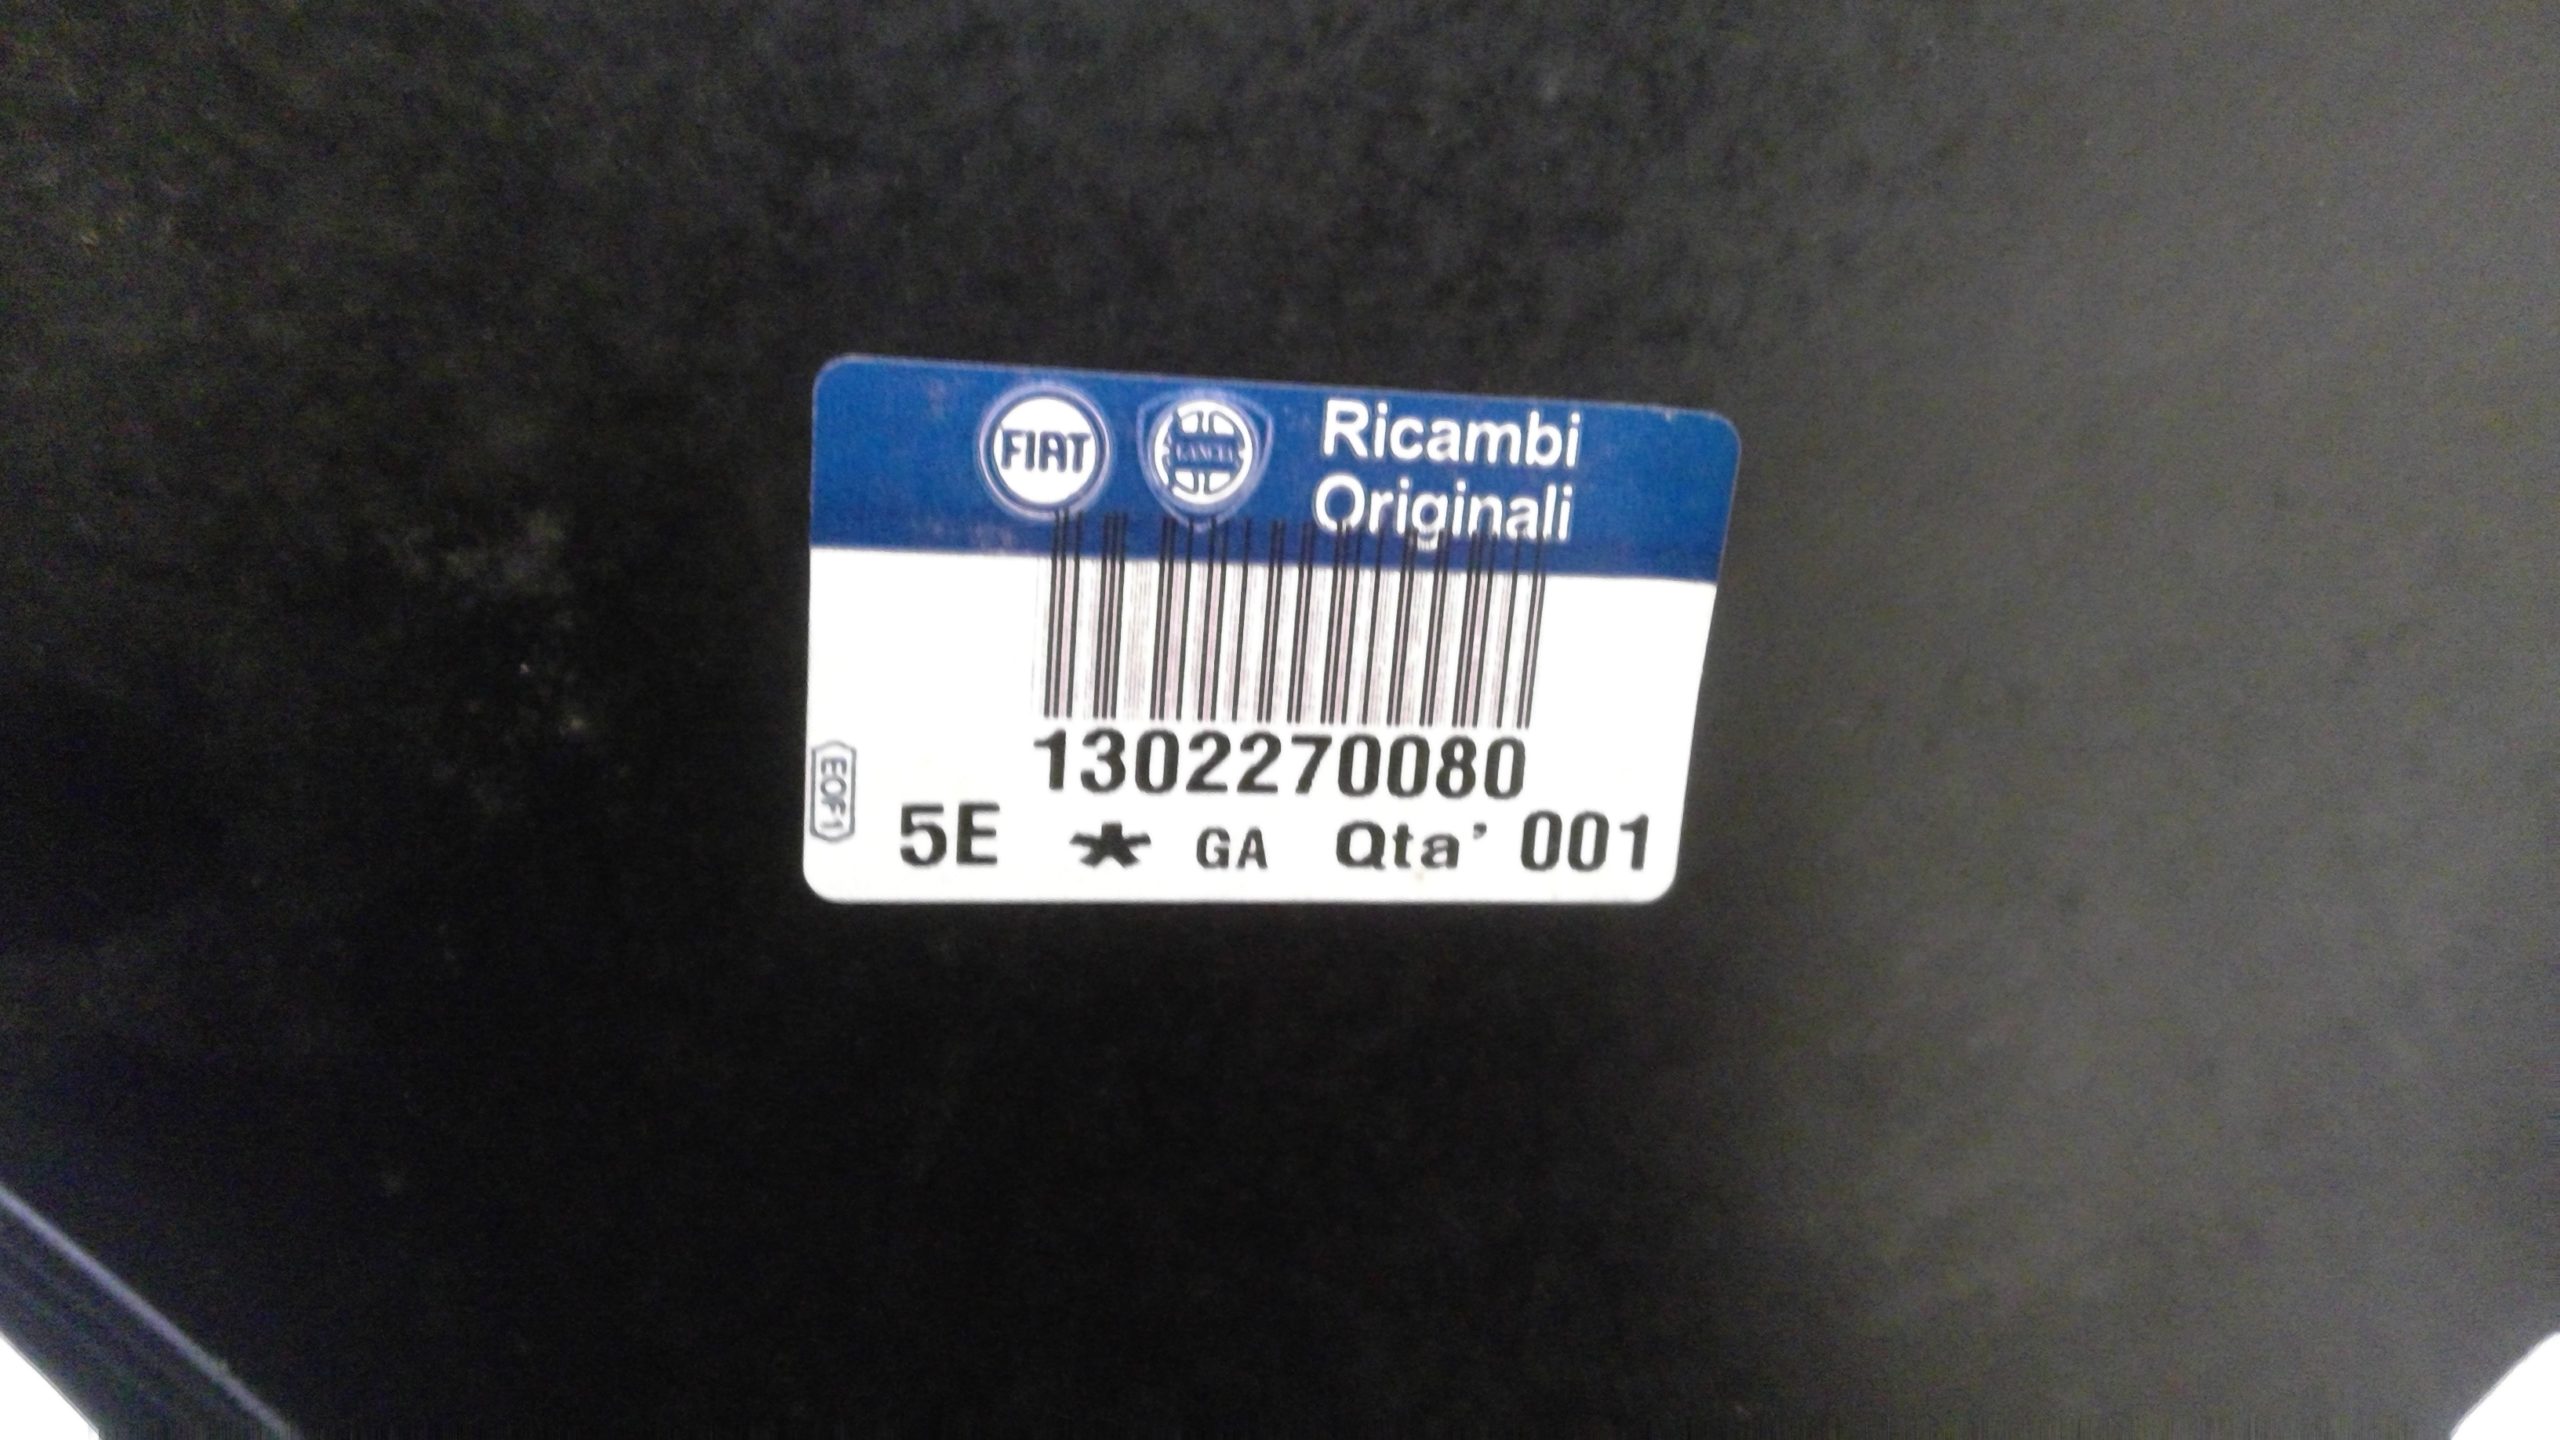 FIAT LANCIA Ricambi
Originali
1302270080
EOF1
5E * GA Qta' 001